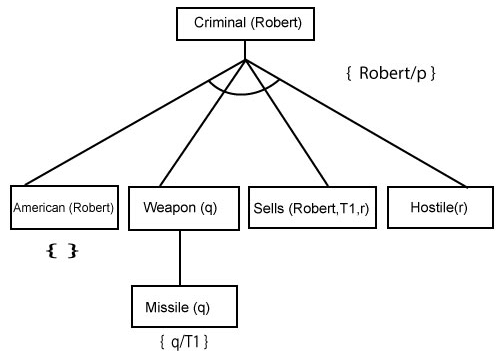 Criminal (Robert)
{ Robert/p }
American (Robert)
Weapon (q)
Sells (Robert,T1,r)
Hostile(r)
{ }
Missile (q)
{ q/T1 }